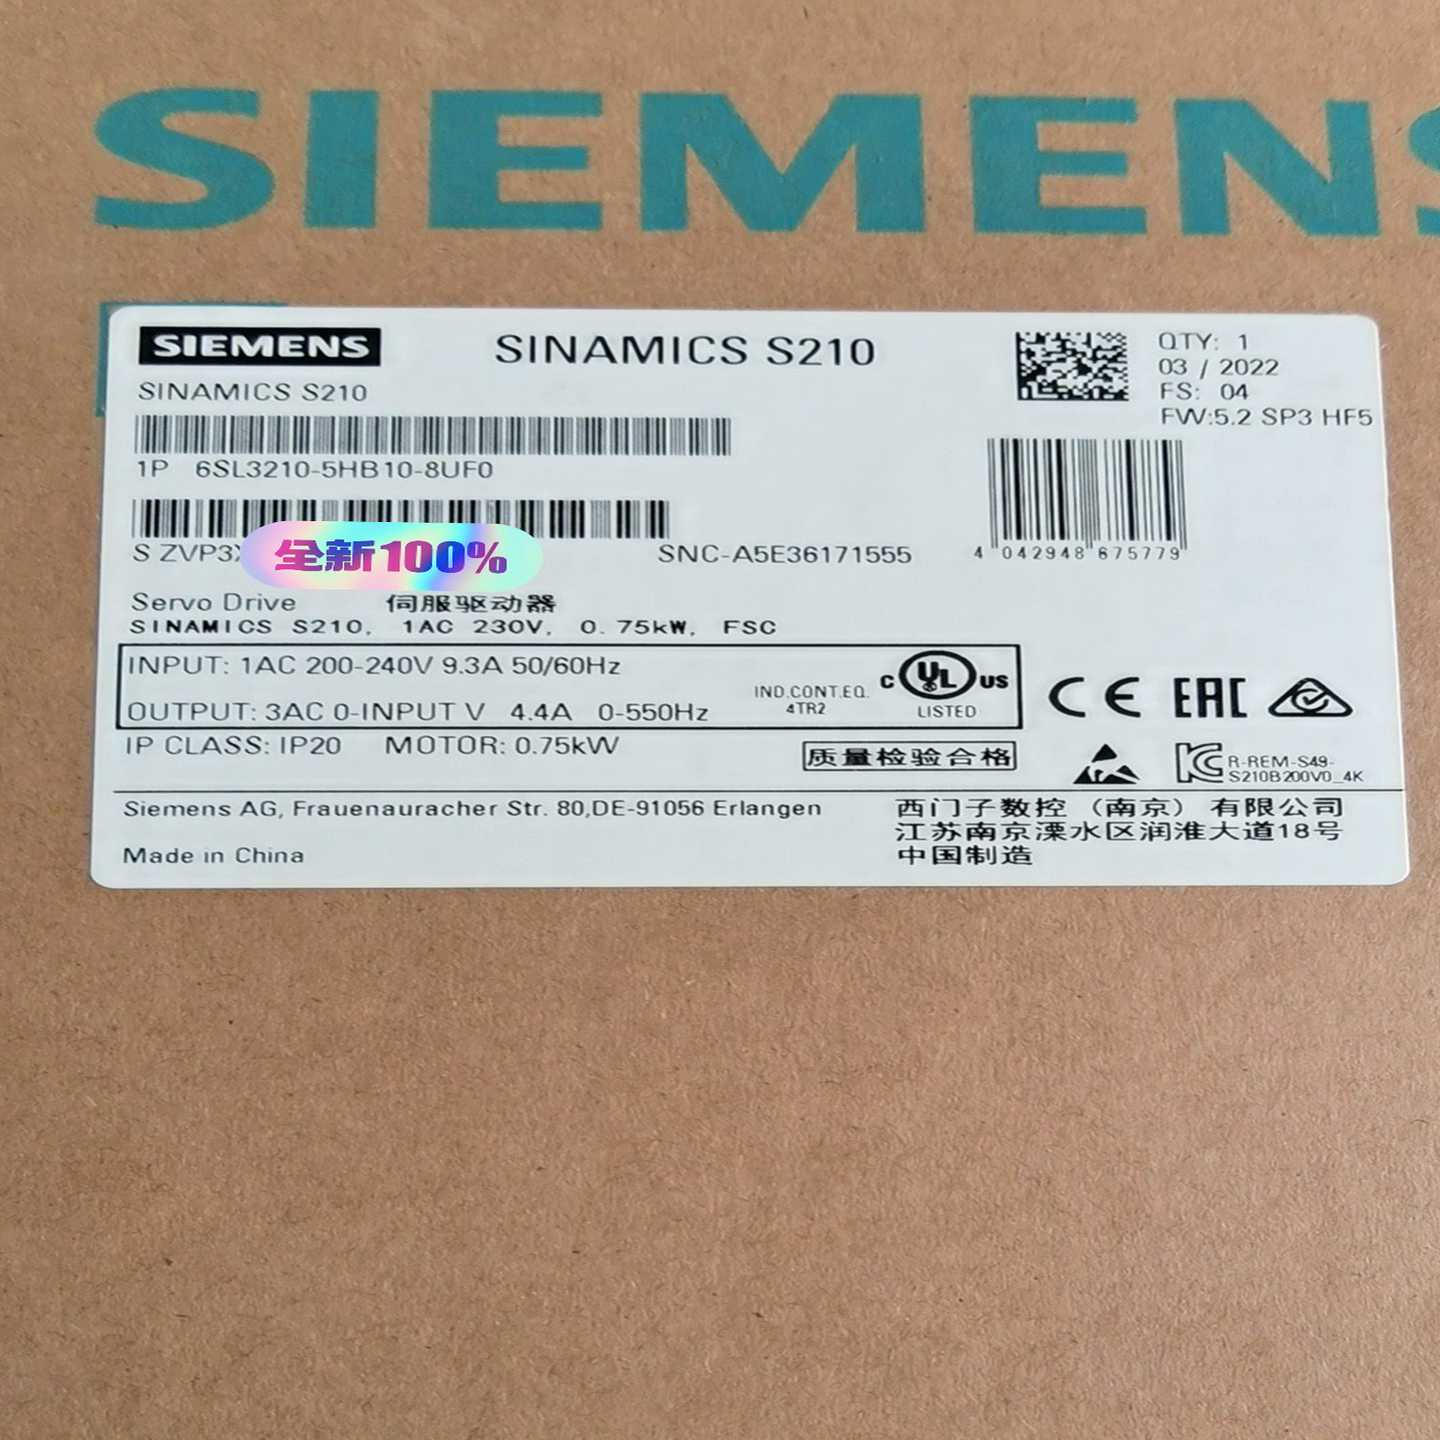 SIEMENS
SIEMENS
SINAMICS S210
SINAMICS S210
QTY: 1
03 / 2022
FS: 04
FW:5.2 SP3 HF5
1P 6SL3210-5HB10-8UF0
S ZVP3X
全新100%
SNC-A5E36171555
4 042948 675779
Servo Drive 伺服驱动器
SINAMICS S210, 1AC 230V, 0.75kW, FSC
INPUT: 1AC 200-240V 9.3A 50/60Hz
OUTPUT: 3AC 0-INPUT V 4.4A 0-550Hz
IND.CONT.EQ.
4TR2
C UL US
LISTED
CE EAC
IP CLASS: IP20 MOTOR: 0.75kW
质量检验合格
R-REM-S49-
S210B200V0_4K
Siemens AG, Frauenauracher Str. 80,DE-91056 Erlangen
Made in China
西门子数控（南京）有限公司
江苏南京溧水区润淮大道18号
中国制造